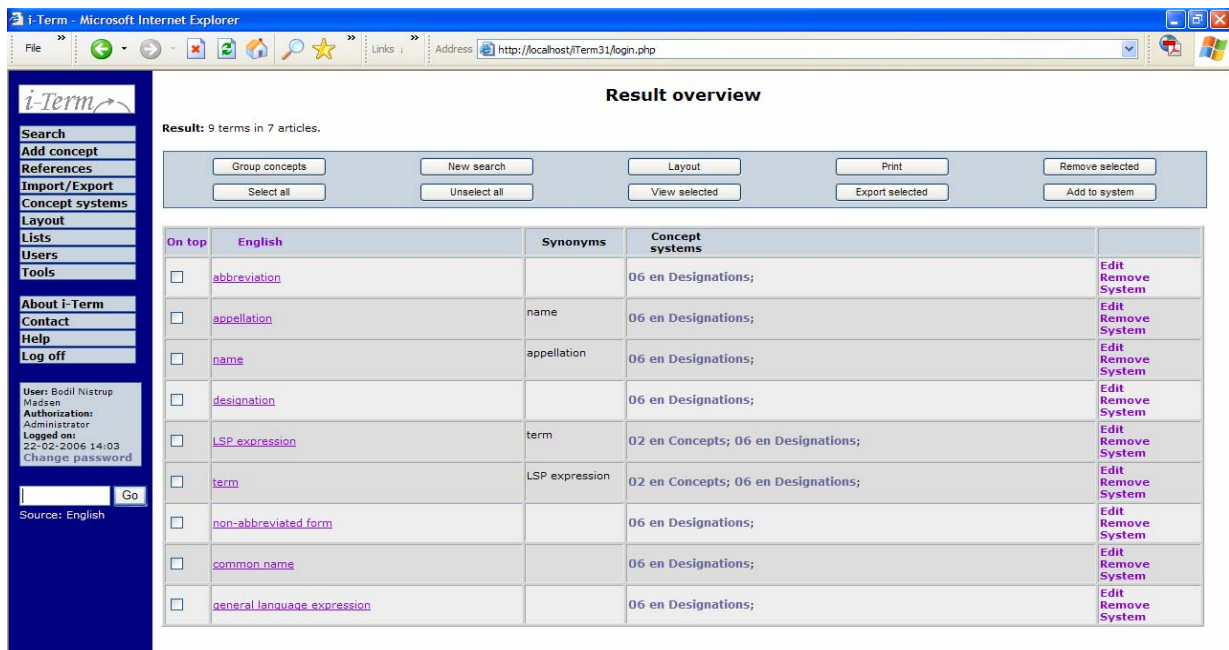 i-Term - Microsoft Internet Explorer
File » » Links » Address http://localhost/iTerm31/login.php
i-Term
Search
Add concept
References
Import/Export
Concept systems
Layout
Lists
Users
Tools
About i-Term
Contact
Help
Log off
User: Bodil Nistrup
Madsen
Authorization:
Administrator
Logged on:
22-02-2006 14:03
Change password
Go
Source: English
Result overview
Result: 9 terms in 7 articles.
Group concepts New search Layout Print Remove selected
Select all Unselect all View selected Export selected Add to system
On top English Synonyms Concept
systems
abbreviation 06 en Designations; Edit
Remove
System
appellation name 06 en Designations; Edit
Remove
System
name appellation 06 en Designations; Edit
Remove
System
designation 06 en Designations; Edit
Remove
System
LSP expression term 02 en Concepts; 06 en Designations; Edit
Remove
System
term LSP expression 02 en Concepts; 06 en Designations; Edit
Remove
System
non-abbreviated form 06 en Designations; Edit
Remove
System
common name 06 en Designations; Edit
Remove
System
general language expression 06 en Designations; Edit
Remove
System